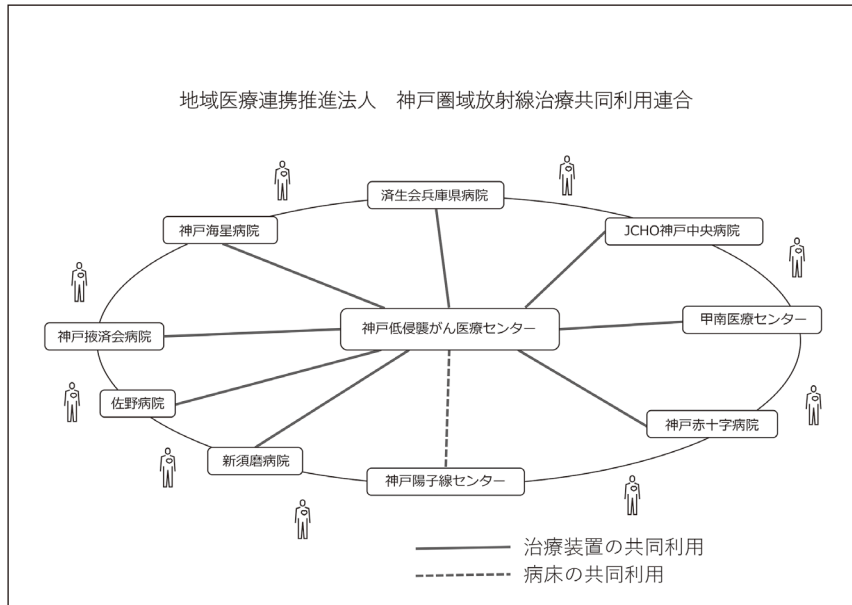 地域医療連携推進法人　神戸圏域放射線治療共同利用連合
済生会兵庫県病院
神戸海星病院
JCHO神戸中央病院
神戸低侵襲がん医療センター
甲南医療センター
神戸掖済会病院
佐野病院
神戸赤十字病院
新須磨病院
神戸陽子線センター
治療装置の共同利用
病床の共同利用